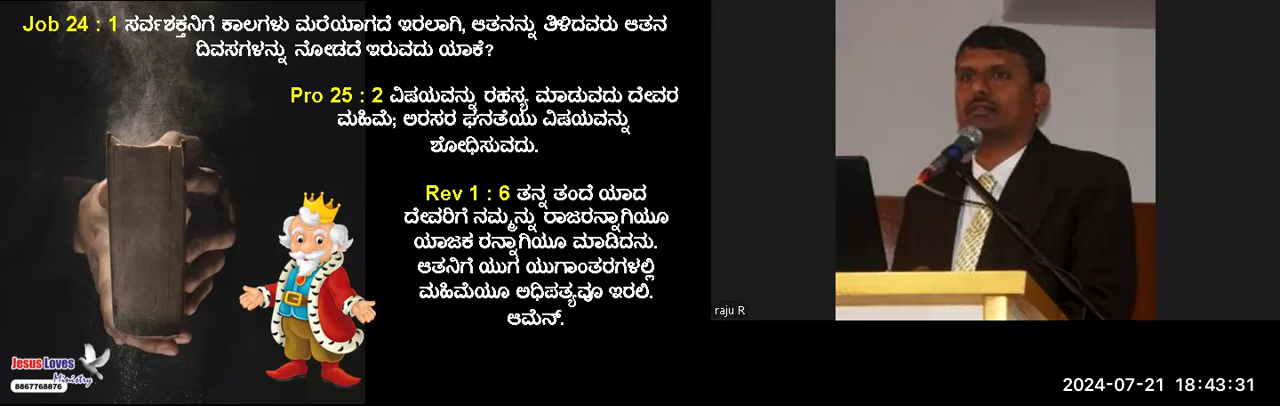 Job 24 : 1 ಸರ್ವಶಕ್ತನಿಗೆ ಕಾಲಗಳು ಮರೆಯಾಗದೆ ಇರಲಾಗಿ, ಆತನನ್ನು ತಿಳಿದವರು ಆತನ
ದಿವಸಗಳನ್ನು ನೋಡದೆ ಇರುವದು ಯಾಕೆ?
Pro 25 : 2 ವಿಷಯವನ್ನು ರಹಸ್ಯ ಮಾಡುವದು ದೇವರ
ಮಹಿಮೆ; ಅರಸರ ಘನತೆಯು ವಿಷಯವನ್ನು
ಶೋಧಿಸುವದು.
Rev 1 : 6 ತನ್ನ ತಂದೆ ಯಾದ
ದೇವರಿಗೆ ನಮ್ಮನ್ನು ರಾಜರನ್ನಾಗಿಯೂ
ಯಾಜಕ ರನ್ನಾಗಿಯೂ ಮಾಡಿದನು.
ಆತನಿಗೆ ಯುಗ ಯುಗಾಂತರಗಳಲ್ಲಿ
ಮಹಿಮೆಯೂ ಅಧಿಪತ್ಯವೂ ಇರಲಿ.
ಆಮೆನ್.
Jesus Loves
Ministry
8867768876
raju R
2024-07-21 18:43:31